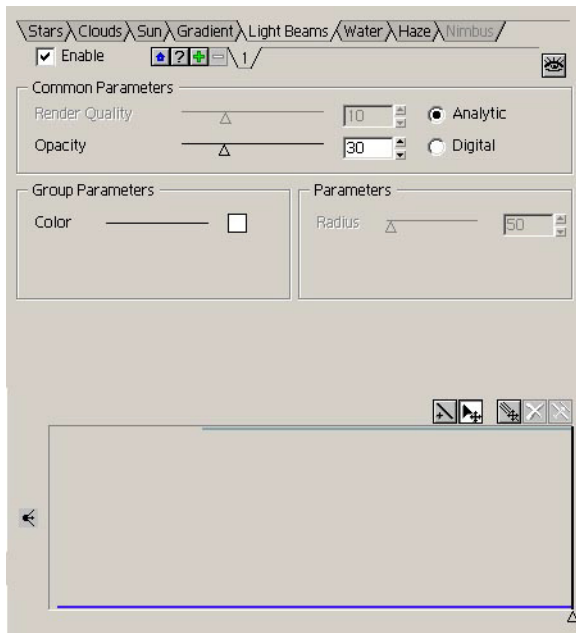 Stars Clouds Sun Gradient Light Beams Water Haze Nimbus
Enable ? 1
Common Parameters
Render Quality 10 Analytic
Opacity 30 Digital
Group Parameters
Color
Parameters
Radius 50